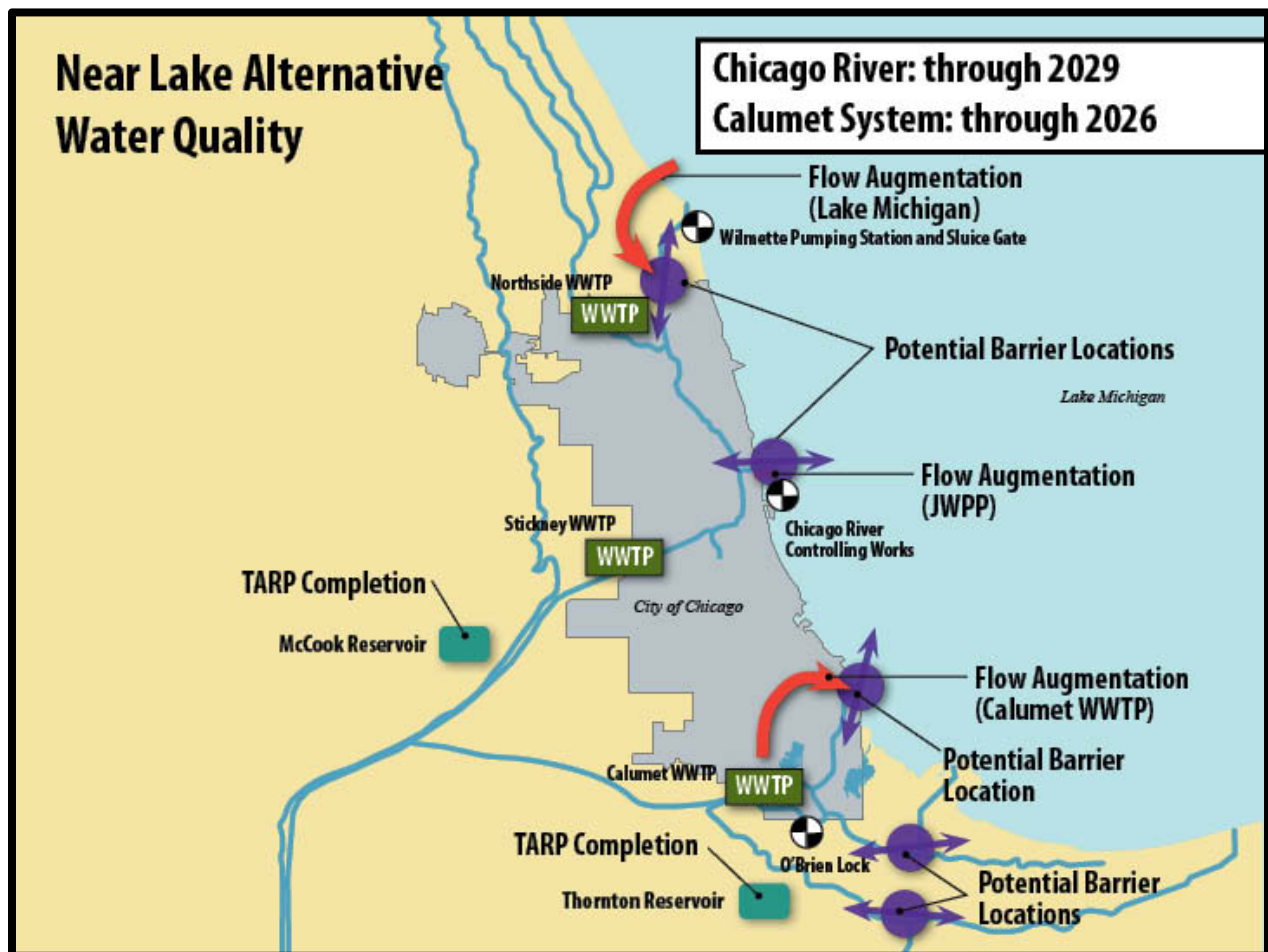 Near Lake Alternative
Water Quality
Chicago River: through 2029
Calumet System: through 2026
Flow Augmentation
(Lake Michigan)
Wilmette Pumping Station and Sluice Gate
Northside WWTP
WWTP
Potential Barrier Locations
Lake Michigan
Flow Augmentation
(JWPP)
Chicago River
Controlling Works
Stickney WWTP
WWTP
TARP Completion
McCook Reservoir
City of Chicago
Flow Augmentation
(Calumet WWTP)
Potential Barrier
Location
Calumet WWTP
WWTP
O'Brien Lock
TARP Completion
Thornton Reservoir
Potential Barrier
Locations